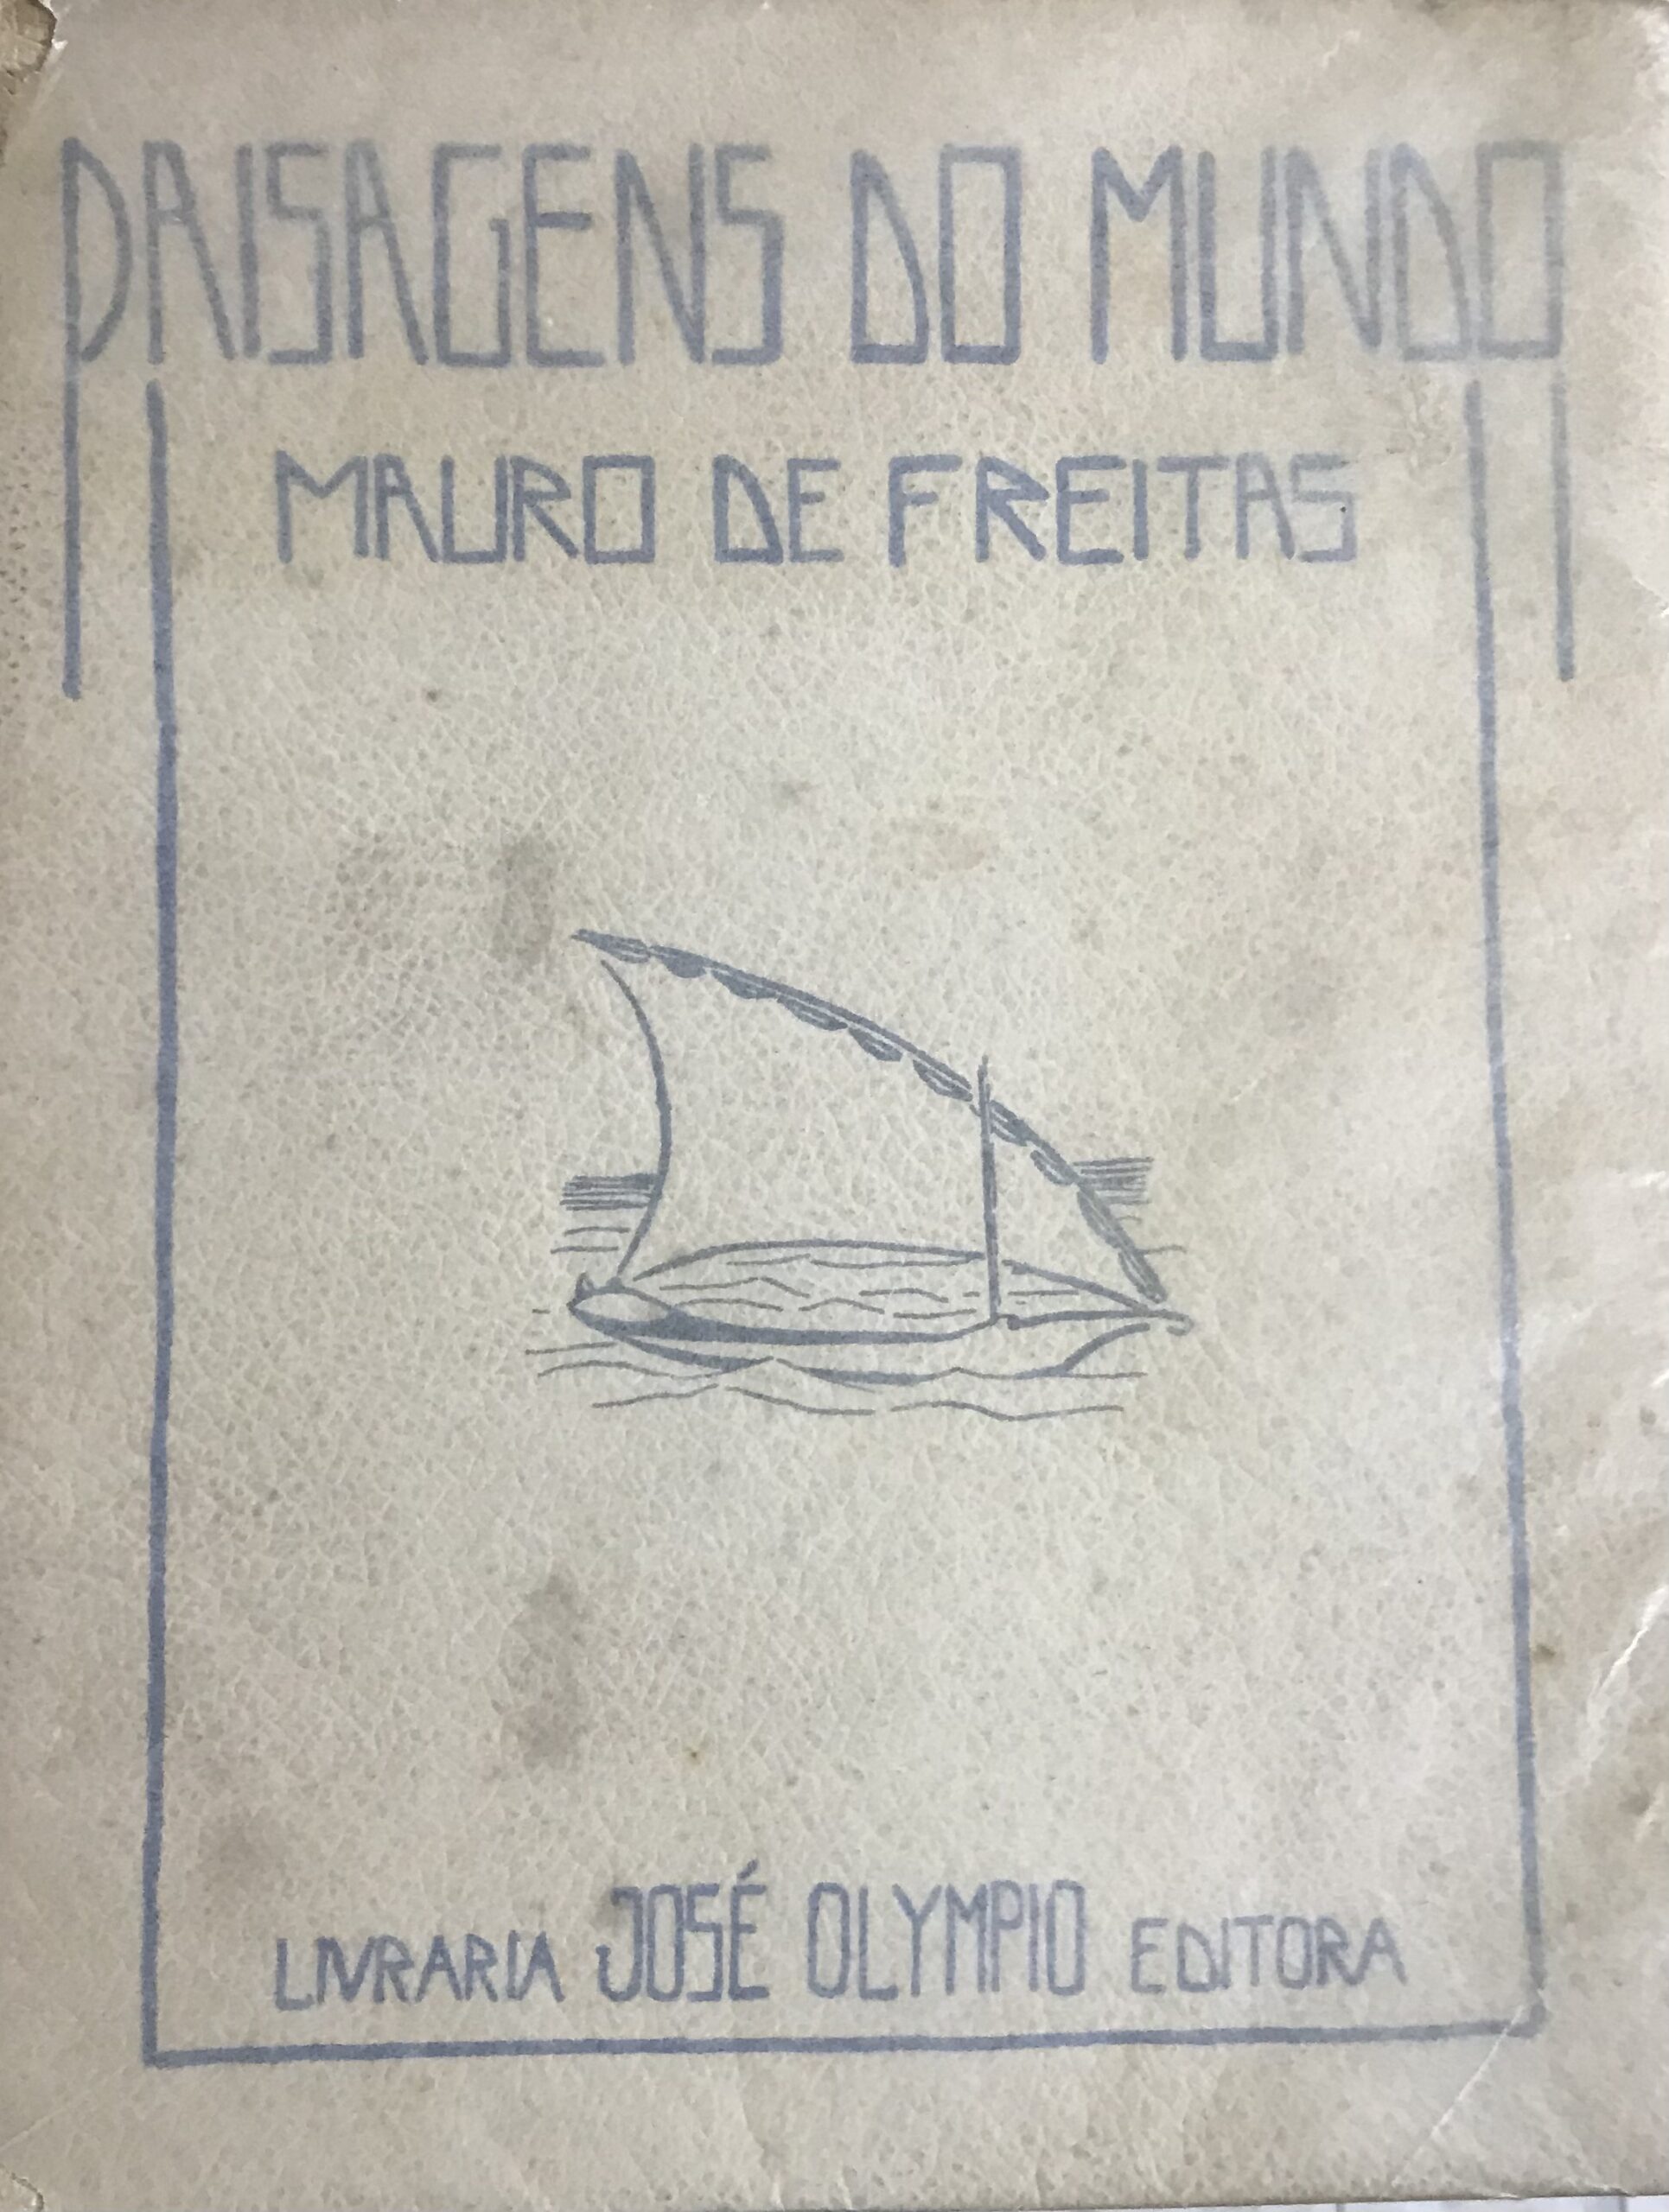 PAISAGENS DO MUNDO
MAURO DE FREITAS
LIVRARIA JOSÉ OLYMPIO EDITORA